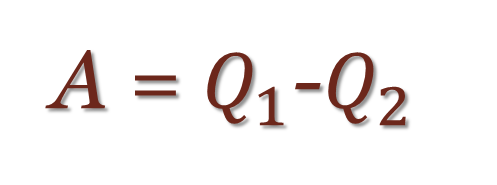 A = Q₁-Q₂